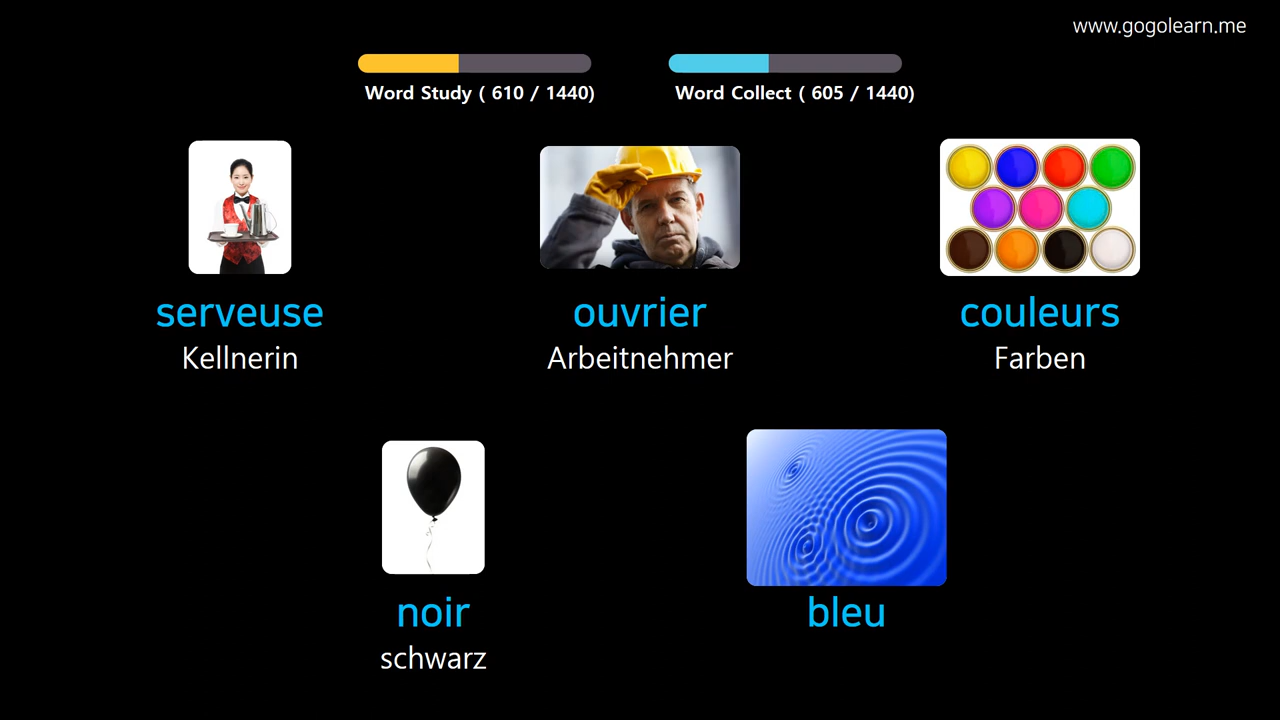 www.gogolearn.me
Word Study ( 610 / 1440)
Word Collect ( 605 / 1440)
serveuse
Kellnerin
ouvrier
Arbeitnehmer
couleurs
Farben
noir
schwarz
bleu